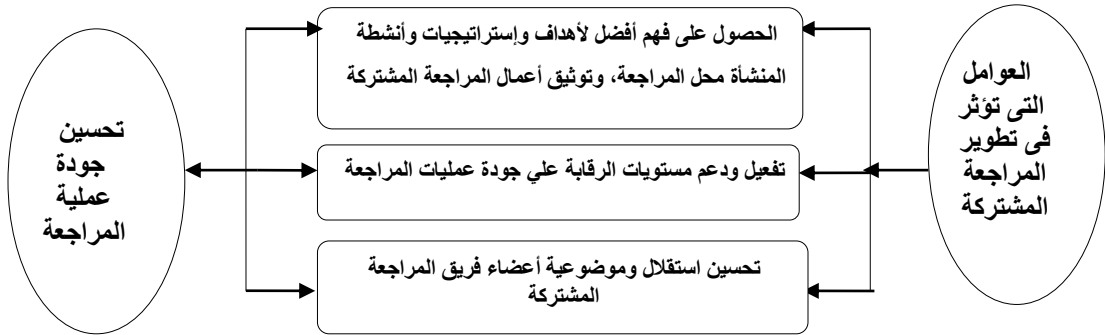 العوامل
التى تؤثر
فى تطوير
المراجعة
المشتركة
الحصول على فهم أفضل لأهداف وإستراتيجيات وأنشطة
المنشأة محل المراجعة، وتوثيق أعمال المراجعة المشتركة
تفعيل ودعم مستويات الرقابة علي جودة عمليات المراجعة
تحسين استقلال وموضوعية أعضاء فريق المراجعة
المشتركة
تحسين
جودة
عملية
المراجعة